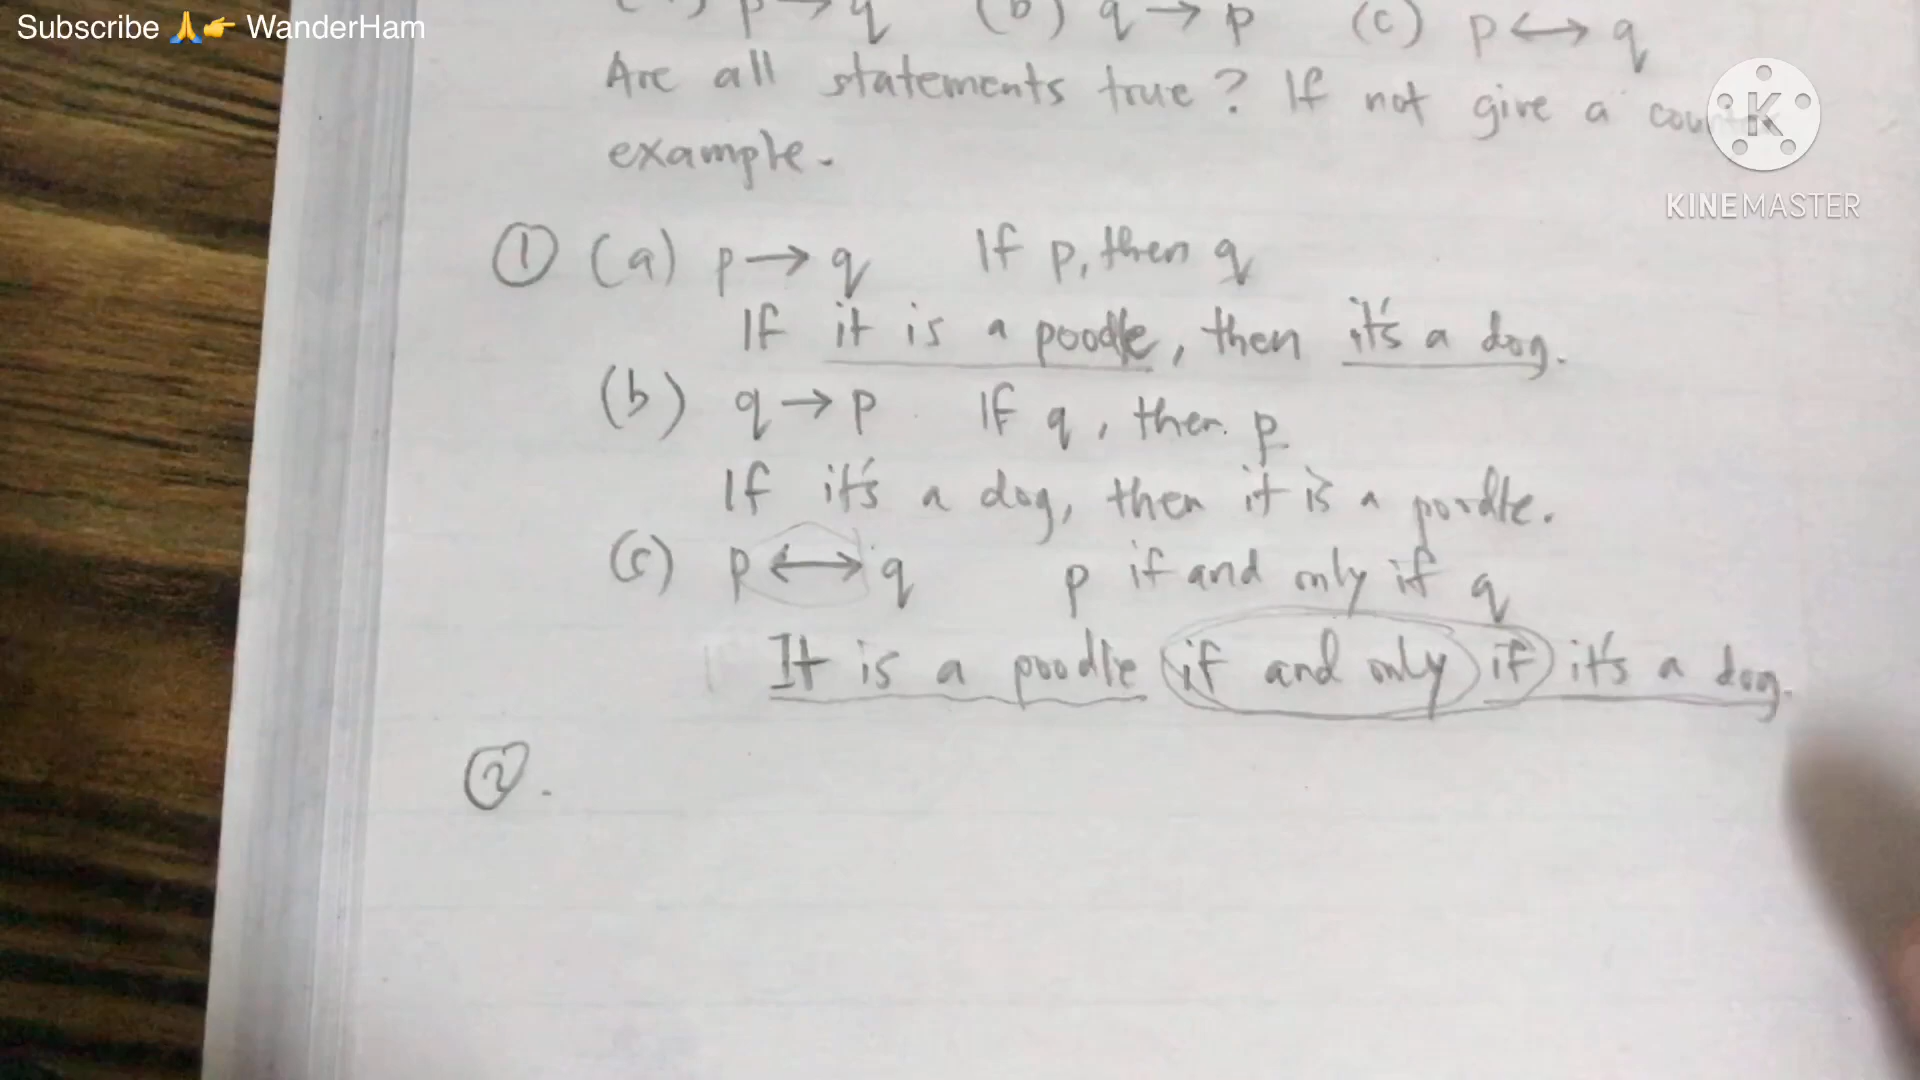 Subscribe 🙏👉 WanderHam
p → q (b) q → p (c) p ↔ q
Are all statements true? If not give a
example.
KINEMASTER
① (a) p → q If p, then q
If it is a poodle, then it's a dog.
(b) q → p If q, then p
If it's a dog, then it is a poodle.
(c) p ↔ q p if and only if q
It is a poodle if and only if it's a dog.
②.